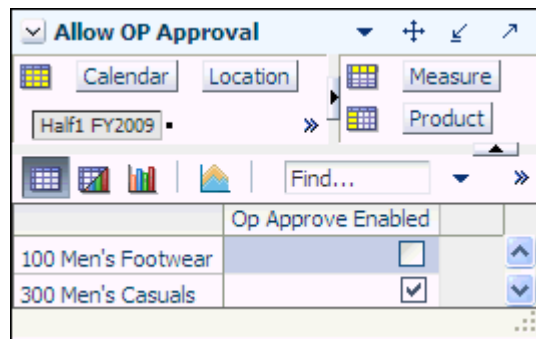 Allow OP Approval
Calendar Location Measure
Half1 FY2009 Product
Find...
Op Approve Enabled
100 Men's Footwear
300 Men's Casuals